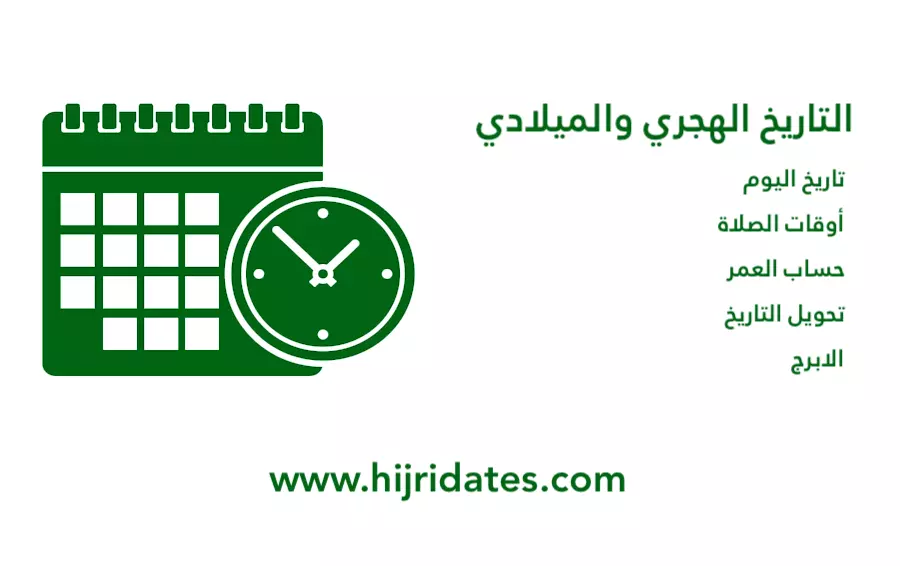 التاريخ الهجري والميلادي
تاريخ اليوم
أوقات الصلاة
حساب العمر
تحويل التاريخ
الابرج
www.hijridates.com